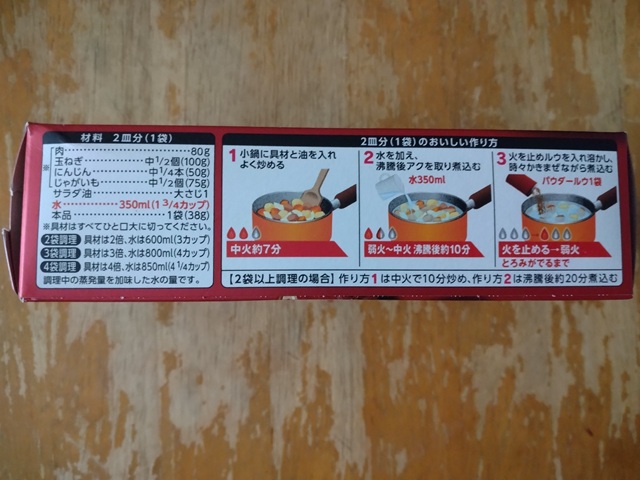 材料 2皿分(1袋)
※
肉 80g
玉ねぎ 中1/2個(100g)
にんじん 中1/4本(50g)
じゃがいも 中1/2個(75g)
サラダ油 大さじ1
水 350ml(1 3/4カップ)
本品 1袋(38g)
※具材はすべてひと口大に切ってください。
2袋調理 具材は2倍、水は600ml(3カップ)
3袋調理 具材は3倍、水は800ml(4カップ)
4袋調理 具材は4倍、水は850ml(4 1/4カップ)
調理中の蒸発量を加味した水の量です。
2皿分(1袋)のおいしい作り方
1 小鍋に具材と油を入れ
よく炒める
中火約7分
2 水を加え、
沸騰後アクを取り煮込む
水350ml
弱火〜中火 沸騰後約10分
3 火を止めルウを入れ溶かし、
時々かきまぜながら煮込む
パウダールウ1袋
火を止める→弱火
とろみがでるまで
【2袋以上調理の場合】作り方1は中火で10分炒め、作り方2は沸騰後約20分煮込む